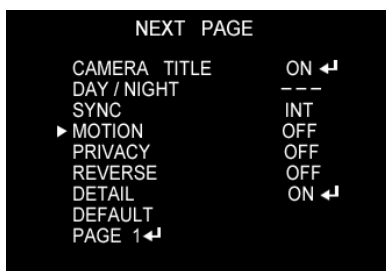 NEXT PAGE
CAMERA TITLE ON ↵
DAY / NIGHT - - -
SYNC INT
▶ MOTION OFF
PRIVACY OFF
REVERSE OFF
DETAIL ON ↵
DEFAULT
PAGE 1 ↵